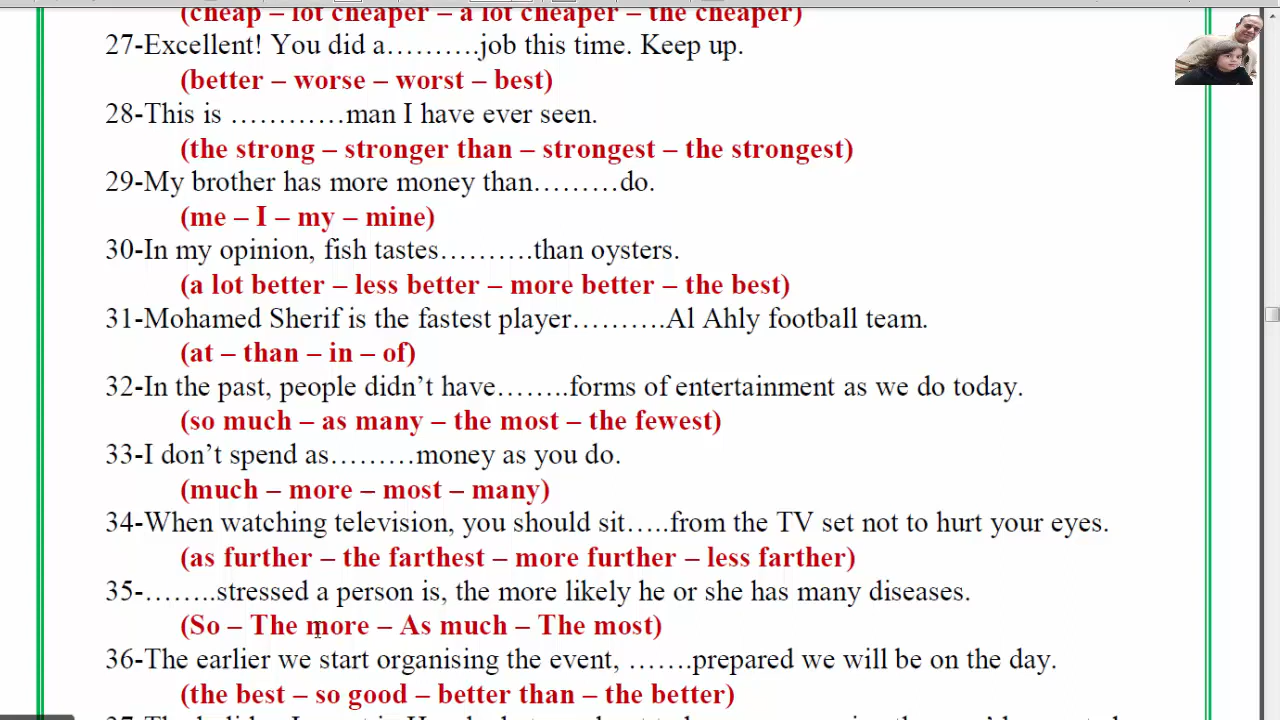 (cheap – lot cheaper – a lot cheaper – the cheaper)
27-Excellent! You did a……….job this time. Keep up.
(better – worse – worst – best)
28-This is …………man I have ever seen.
(the strong – stronger than – strongest – the strongest)
29-My brother has more money than………do.
(me – I – my – mine)
30-In my opinion, fish tastes……….than oysters.
(a lot better – less better – more better – the best)
31-Mohamed Sherif is the fastest player……….Al Ahly football team.
(at – than – in – of)
32-In the past, people didn’t have……..forms of entertainment as we do today.
(so much – as many – the most – the fewest)
33-I don’t spend as………money as you do.
(much – more – most – many)
34-When watching television, you should sit…..from the TV set not to hurt your eyes.
(as further – the farthest – more further – less farther)
35-……..stressed a person is, the more likely he or she has many diseases.
(So – The more – As much – The most)
36-The earlier we start organising the event, …….prepared we will be on the day.
(the best – so good – better than – the better)